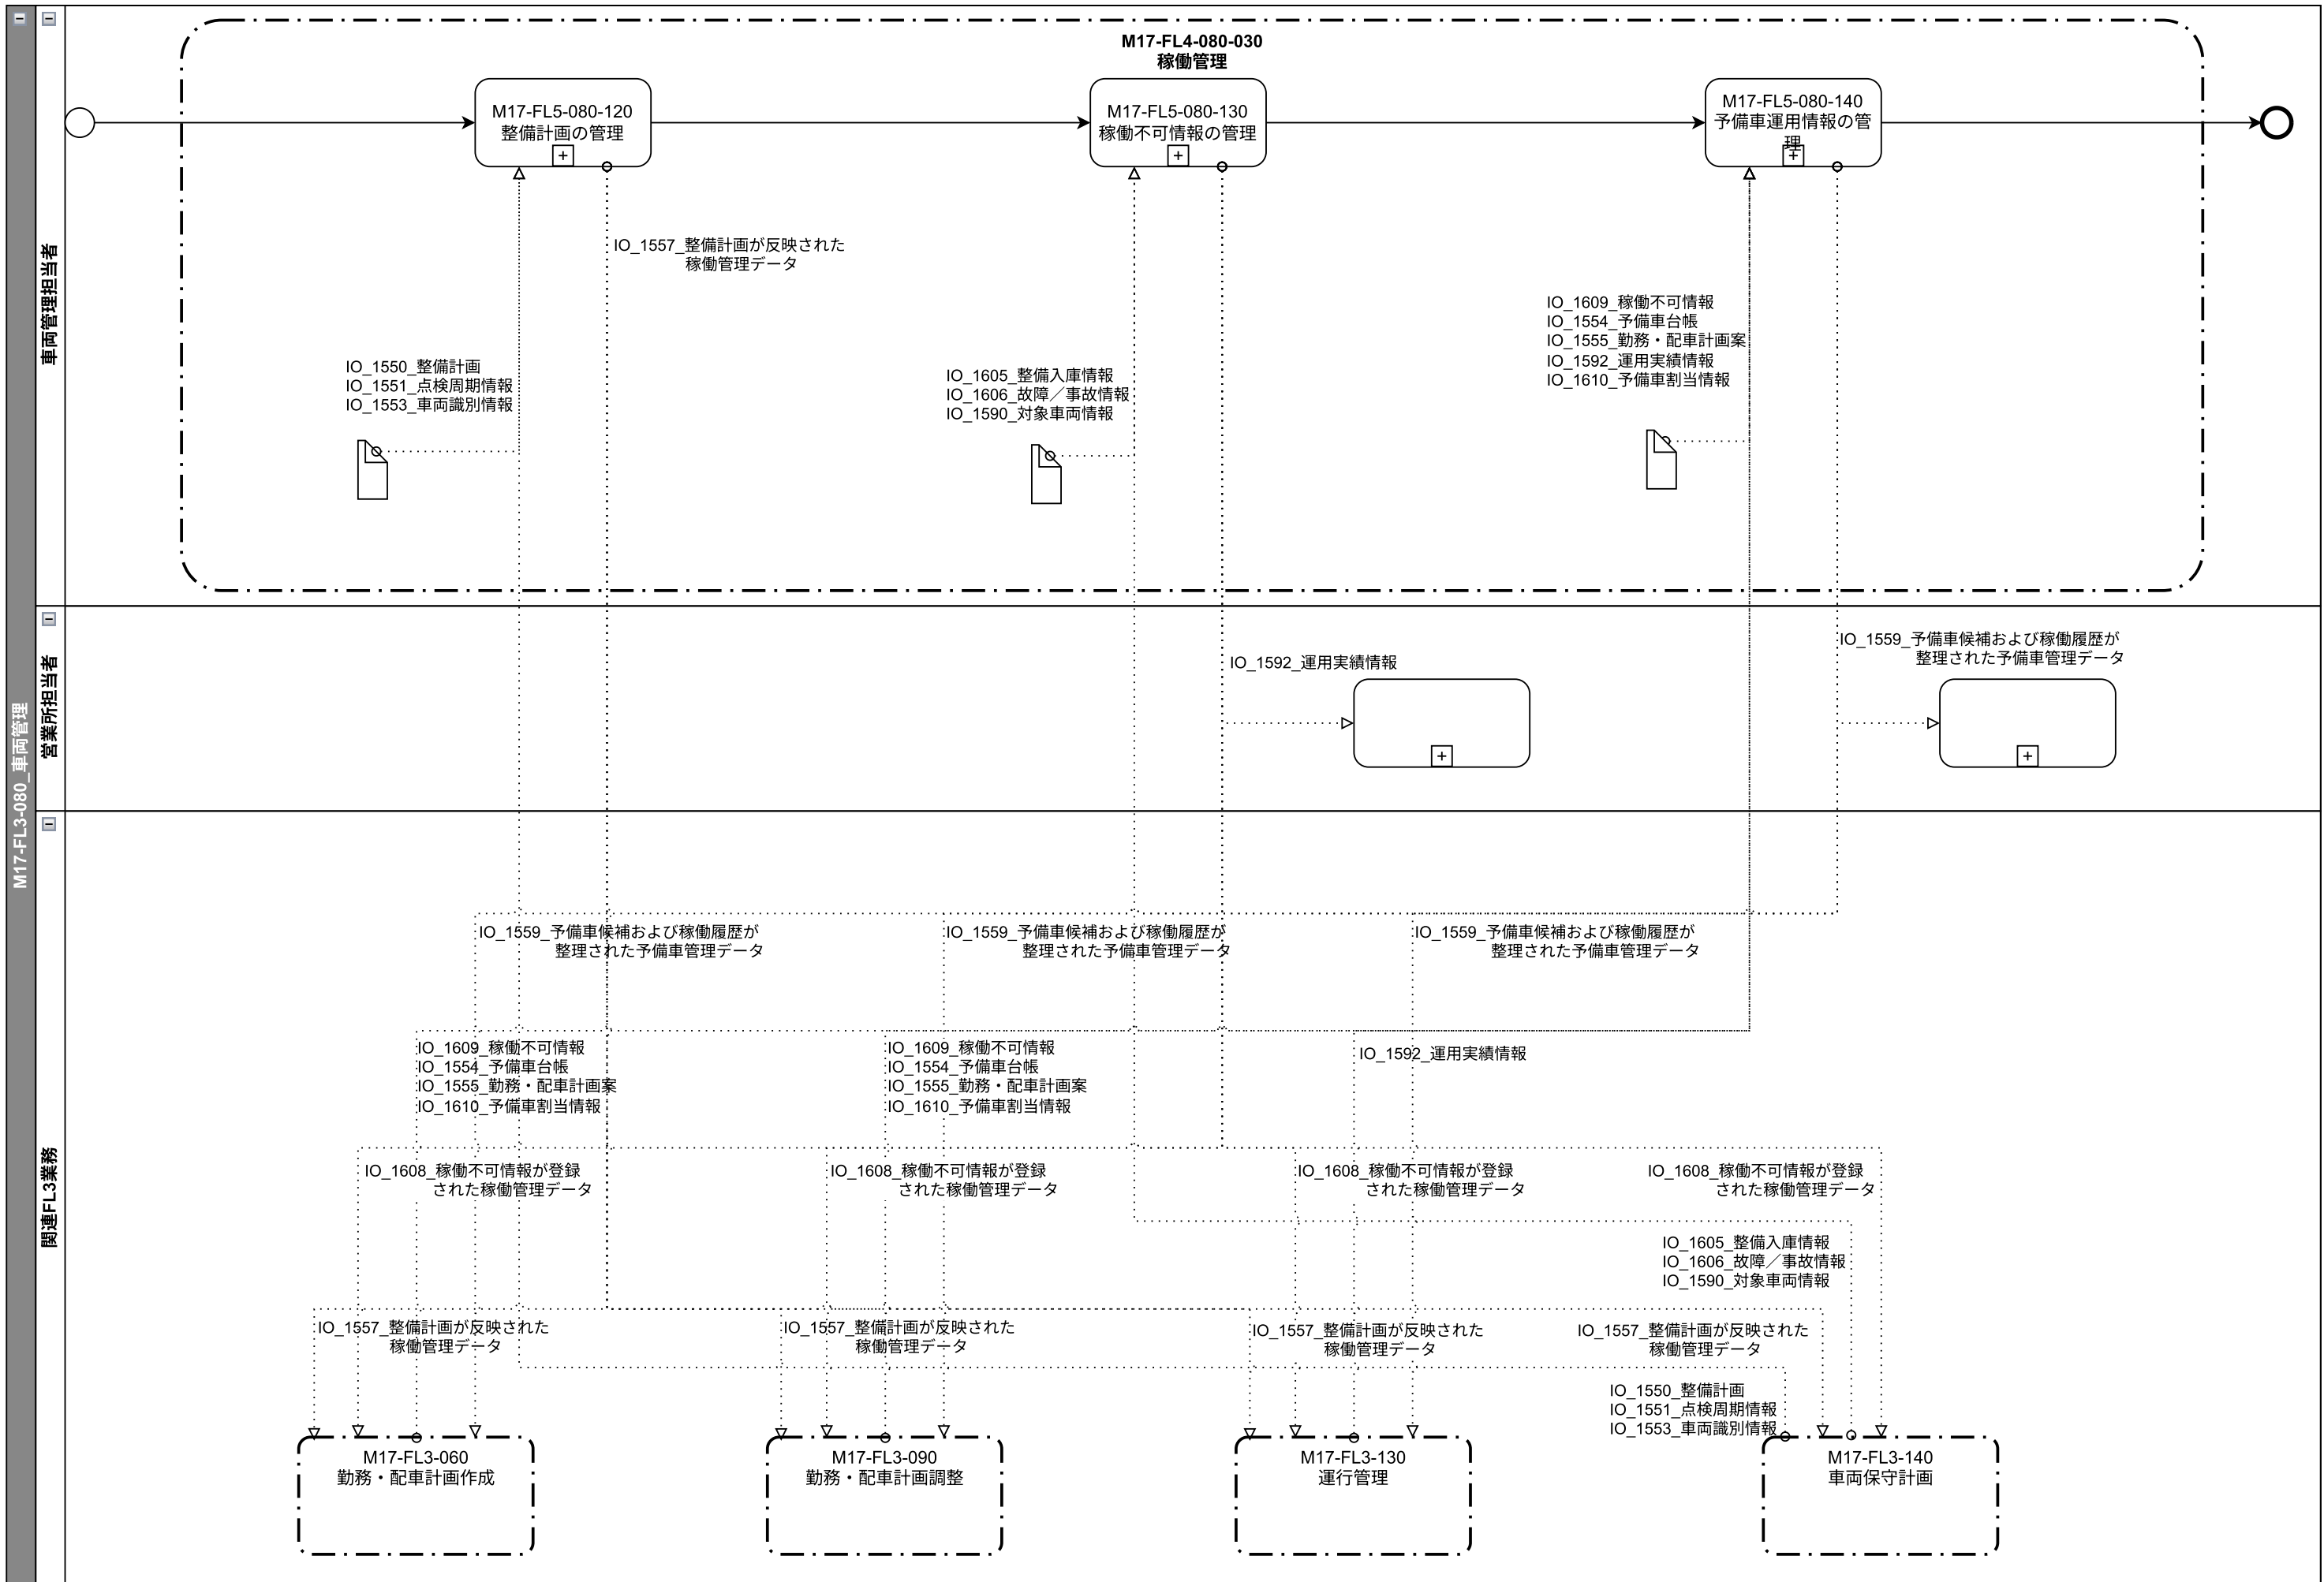 M17-FL3-080_車両管理
車両管理担当者
M17-FL4-080-030
稼働管理
M17-FL5-080-120
整備計画の管理
M17-FL5-080-130
稼働不可情報の管理
M17-FL5-080-140
予備車運用情報の管
理
IO_1557_整備計画が反映された
稼働管理データ
IO_1550_整備計画
IO_1551_点検周期情報
IO_1553_車両識別情報
IO_1605_整備入庫情報
IO_1606_故障／事故情報
IO_1590_対象車両情報
IO_1609_稼働不可情報
IO_1554_予備車台帳
IO_1555_勤務・配車計画案
IO_1592_運用実績情報
IO_1610_予備車割当情報
営業所担当者
IO_1592_運用実績情報
IO_1559_予備車候補および稼働履歴が
整理された予備車管理データ
関連FL3業務
IO_1559_予備車候補および稼働履歴が
整理された予備車管理データ
IO_1559_予備車候補および稼働履歴が
整理された予備車管理データ
IO_1559_予備車候補および稼働履歴が
整理された予備車管理データ
IO_1609_稼働不可情報
IO_1554_予備車台帳
IO_1555_勤務・配車計画案
IO_1610_予備車割当情報
IO_1609_稼働不可情報
IO_1554_予備車台帳
IO_1555_勤務・配車計画案
IO_1610_予備車割当情報
IO_1592_運用実績情報
IO_1608_稼働不可情報が登録
された稼働管理データ
IO_1608_稼働不可情報が登録
された稼働管理データ
IO_1608_稼働不可情報が登録
された稼働管理データ
IO_1608_稼働不可情報が登録
された稼働管理データ
IO_1605_整備入庫情報
IO_1606_故障／事故情報
IO_1590_対象車両情報
IO_1557_整備計画が反映された
稼働管理データ
IO_1557_整備計画が反映された
稼働管理データ
IO_1557_整備計画が反映された
稼働管理データ
IO_1557_整備計画が反映された
稼働管理データ
IO_1550_整備計画
IO_1551_点検周期情報
IO_1553_車両識別情報
M17-FL3-060
勤務・配車計画作成
M17-FL3-090
勤務・配車計画調整
M17-FL3-130
運行管理
M17-FL3-140
車両保守計画